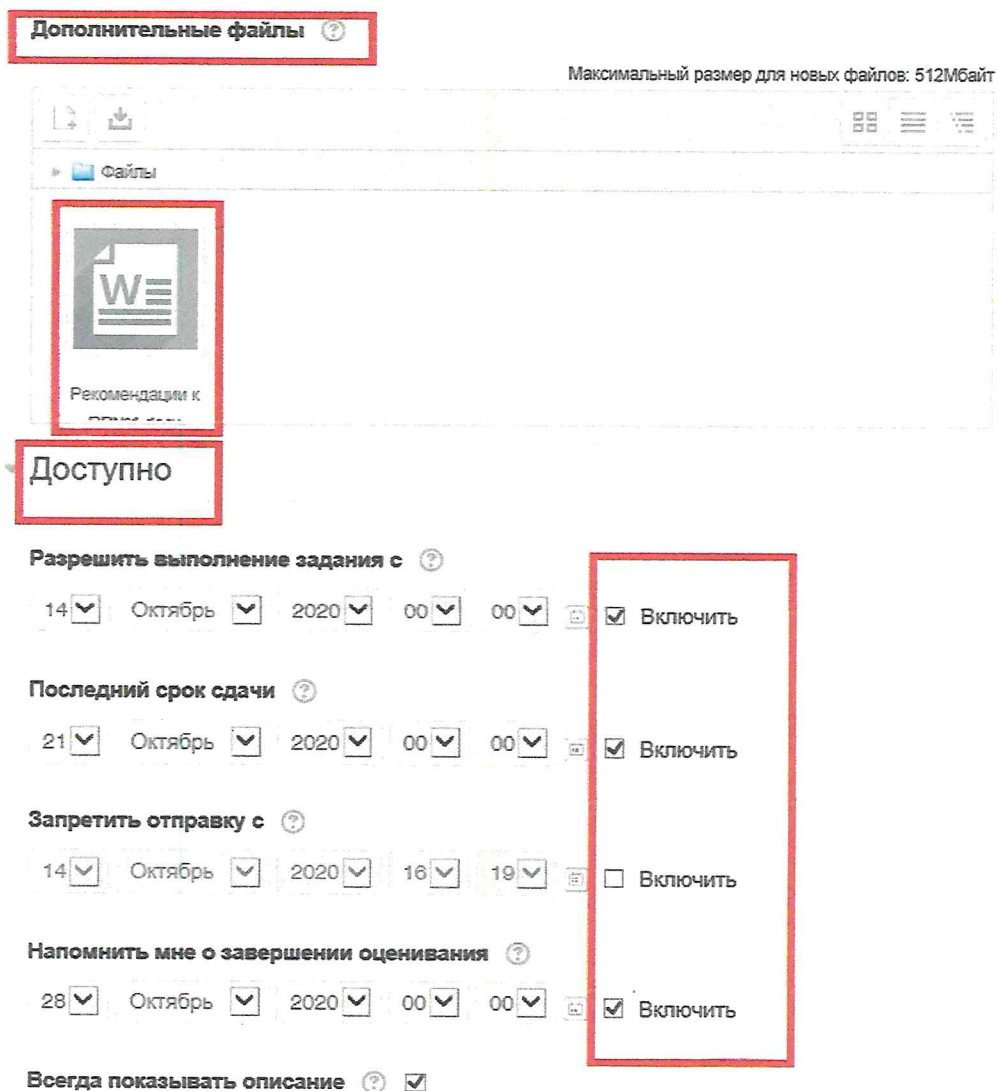 Дополнительные файлы
Максимальный размер для новых файлов: 512Мбайт
Файлы
W
Рекомендации к
Доступно
Разрешить выполнение задания с
14 Октябрь 2020 00 00 Включить
Последний срок сдачи
21 Октябрь 2020 00 00 Включить
Запретить отправку с
14 Октябрь 2020 16 19 Включить
Напомнить мне о завершении оценивания
28 Октябрь 2020 00 00 Включить
Всегда показывать описание